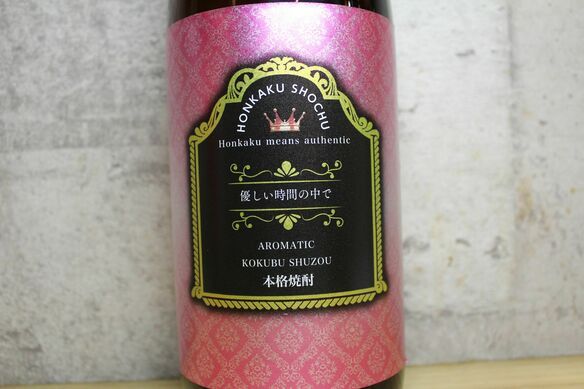 HONKAKU SHOCHU
Honkaku means authentic
優しい時間の中で
AROMATIC
KOKUBU SHUZOU
本格焼酎